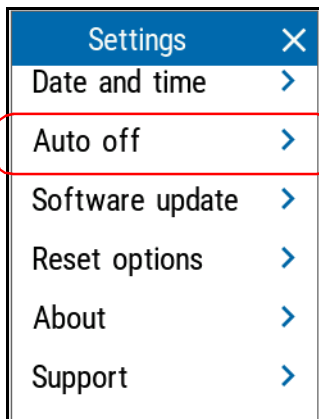 Settings
Date and time
Auto off
Software update
Reset options
About
Support